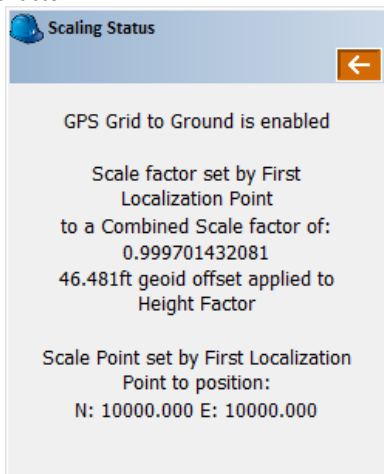 Scaling Status
GPS Grid to Ground is enabled
Scale factor set by First
Localization Point
to a Combined Scale factor of:
0.999701432081
46.481ft geoid offset applied to
Height Factor
Scale Point set by First Localization
Point to position:
N: 10000.000 E: 10000.000